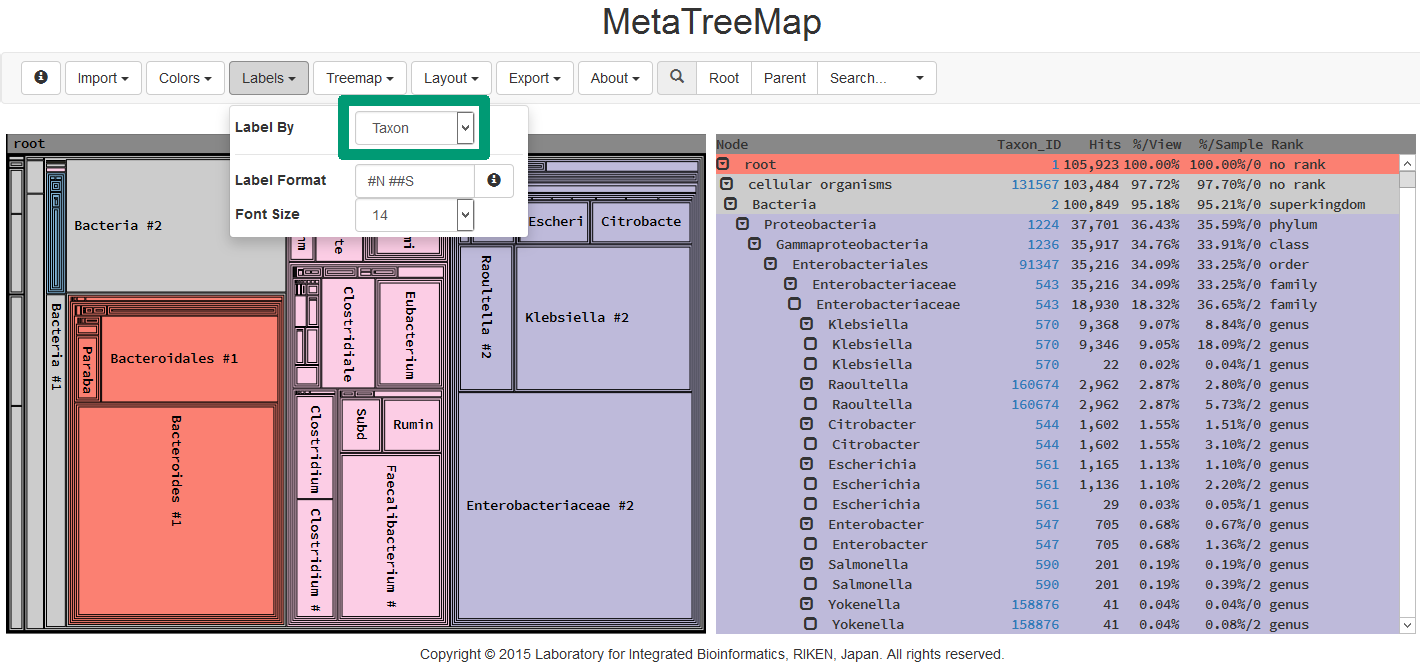 MetaTreeMap
Import Colors Labels Treemap Layout Export About Root Parent Search...
Label By Taxon
Label Format #N ##S
Font Size 14
root
Bacteria #2
Bacteria #1
Bacteroidales #1
Paraba
Bacteroides #1
Clostridiale
Eubacterium
Clostridium
Clostridium #
Subd
Rumin
Faecalibacterium #
Escheri
Citrobacte
Raoultella #2
Klebsiella #2
Enterobacteriaceae #2
Node Taxon_ID Hits %/View %/Sample Rank
root 1 105,923 100.00% 100.00%/0 no rank
cellular organisms 131567 103,484 97.72% 97.70%/0 no rank
Bacteria 2 100,849 95.18% 95.21%/0 superkingdom
Proteobacteria 1224 37,701 36.43% 35.59%/0 phylum
Gammaproteobacteria 1236 35,917 34.76% 33.91%/0 class
Enterobacteriales 91347 35,216 34.09% 33.25%/0 order
Enterobacteriaceae 543 35,216 34.09% 33.25%/0 family
Enterobacteriaceae 543 18,930 18.32% 36.65%/2 family
Klebsiella 570 9,368 9.07% 8.84%/0 genus
Klebsiella 570 9,346 9.05% 18.09%/2 genus
Klebsiella 570 22 0.02% 0.04%/1 genus
Raoultella 160674 2,962 2.87% 2.80%/0 genus
Raoultella 160674 2,962 2.87% 5.73%/2 genus
Citrobacter 544 1,602 1.55% 1.51%/0 genus
Citrobacter 544 1,602 1.55% 3.10%/2 genus
Escherichia 561 1,165 1.13% 1.10%/0 genus
Escherichia 561 1,136 1.10% 2.20%/2 genus
Escherichia 561 29 0.03% 0.05%/1 genus
Enterobacter 547 705 0.68% 0.67%/0 genus
Enterobacter 547 705 0.68% 1.36%/2 genus
Salmonella 590 201 0.19% 0.19%/0 genus
Salmonella 590 201 0.19% 0.39%/2 genus
Yokenella 158876 41 0.04% 0.04%/0 genus
Yokenella 158876 41 0.04% 0.08%/2 genus
Copyright © 2015 Laboratory for Integrated Bioinformatics, RIKEN, Japan. All rights reserved.